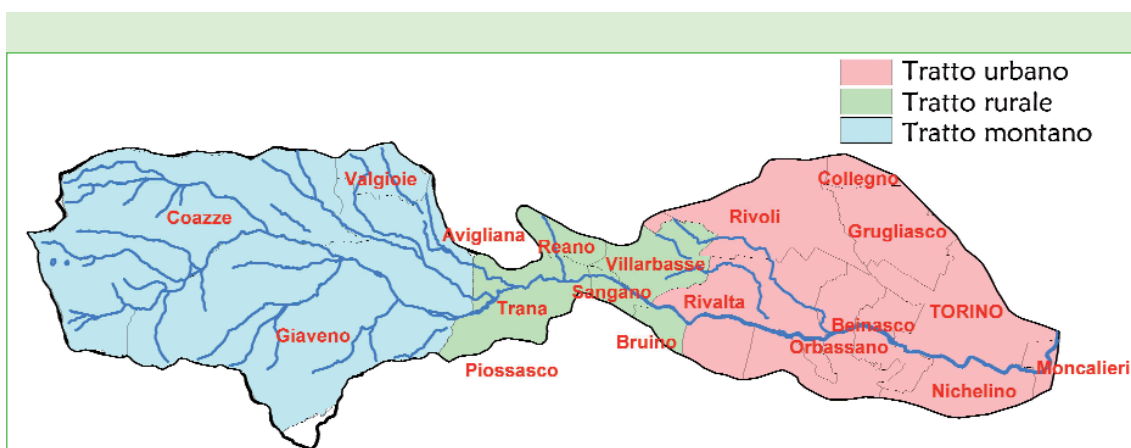 Tratto urbano
Tratto rurale
Tratto montano
Valgioie
Collegno
Coazze
Rivoli
Grugliasco
Avigliana
Reano
Villarbasse
Sangano
Trana
Rivalta
TORINO
Giaveno
Beinasco
Bruino
Orbassano
Piossasco
Moncalieri
Nichelino